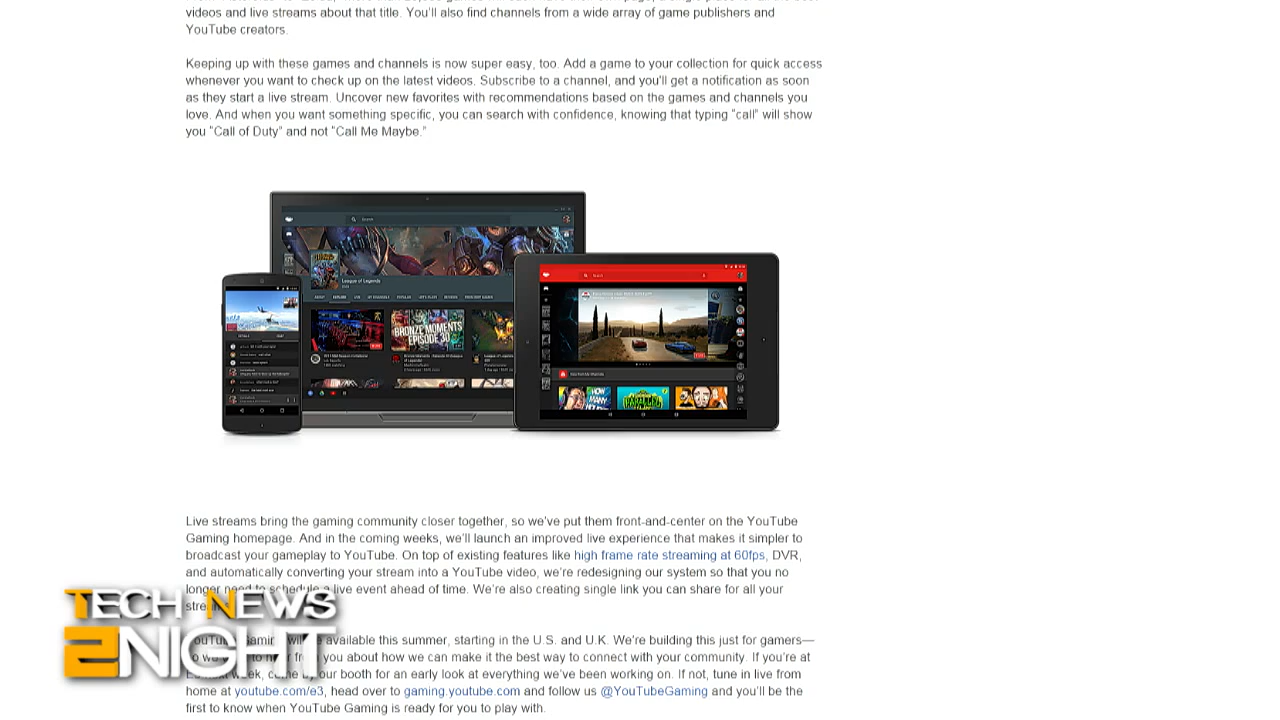 videos and live streams about that title. You'll also find channels from a wide array of game publishers and
YouTube creators.
Keeping up with these games and channels is now super easy, too. Add a game to your collection for quick access
whenever you want to check up on the latest videos. Subscribe to a channel, and you'll get a notification as soon
as they start a live stream. Uncover new favorites with recommendations based on the games and channels you
love. And when you want something specific, you can search with confidence, knowing that typing "call" will show
you "Call of Duty" and not "Call Me Maybe."
Search
League of Legends
BRONZE MOMENTS
EPISODE 30
HOW
MANY
Live streams bring the gaming community closer together, so we've put them front-and-center on the YouTube
Gaming homepage. And in the coming weeks, we'll launch an improved live experience that makes it simpler to
broadcast your gameplay to YouTube. On top of existing features like high frame rate streaming at 60fps, DVR,
and automatically converting your stream into a YouTube video, we're redesigning our system so that you no
longer need to schedule a live event ahead of time. We're also creating single link you can share for all your
TECH NEWS
2NIGHT
available this summer, starting in the U.S. and U.K. We're building this just for gamers—
you about how we can make it the best way to connect with your community. If you're at
week, come by our booth for an early look at everything we've been working on. If not, tune in live from
home at youtube.com/e3, head over to gaming.youtube.com and follow us @YouTubeGaming and you'll be the
first to know when YouTube Gaming is ready for you to play with.